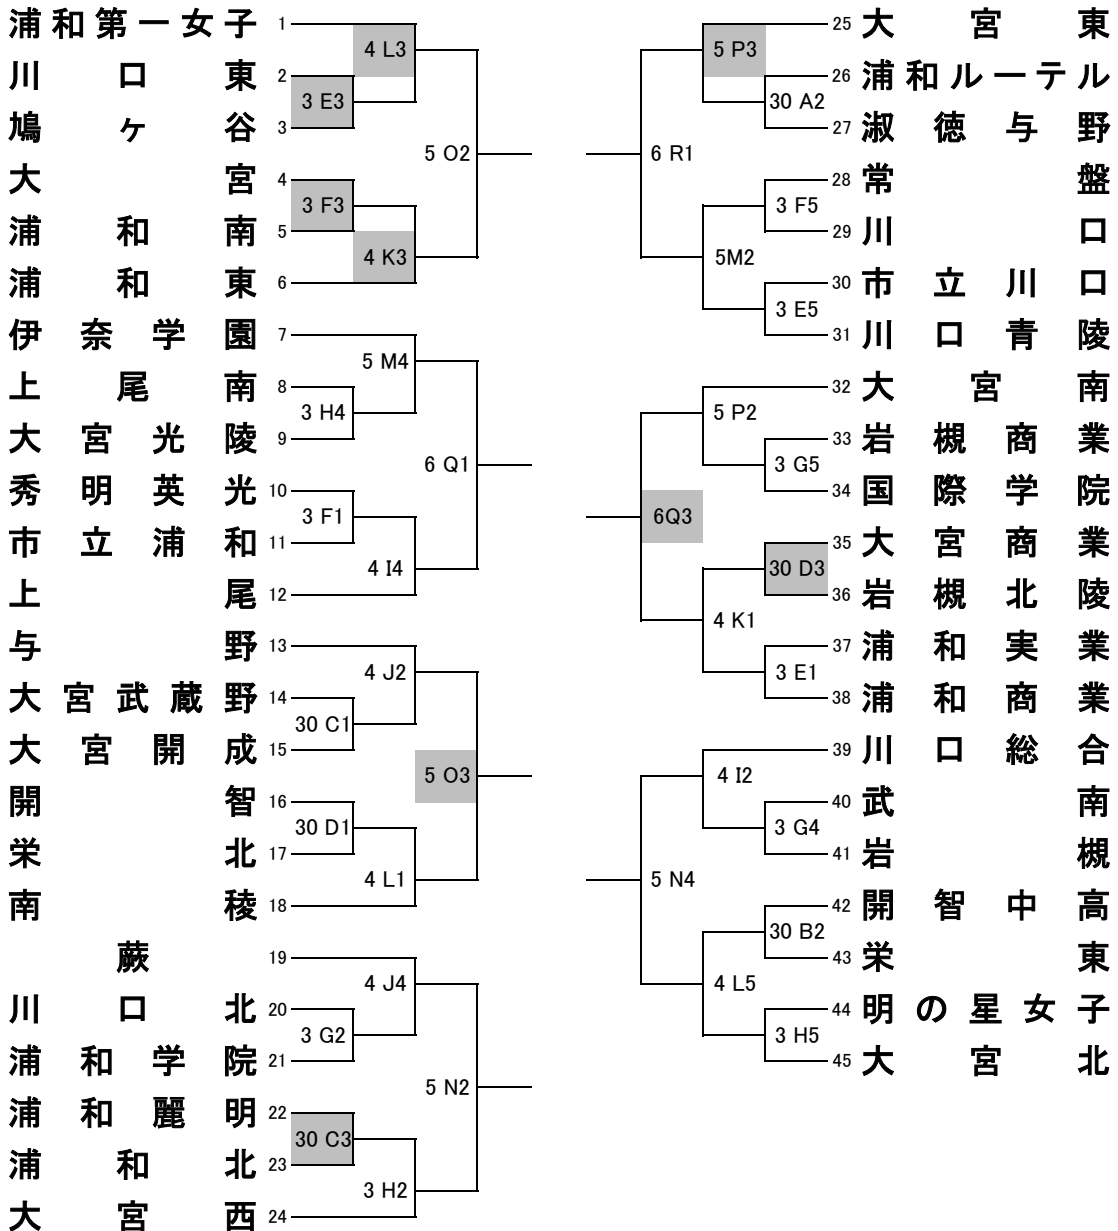 浦和第一女子 1
4 L3
川口東 2
3 E3
鳩ヶ谷 3
5 O2
大宮 4
3 F3
浦和南 5
4 K3
浦和東 6
伊奈学園 7
5 M4
上尾南 8
3 H4
大宮光陵 9
6 Q1
秀明英光 10
3 F1
市立浦和 11
4 I4
上尾 12
与野 13
4 J2
大宮武蔵野 14
30 C1
大宮開成 15
5 O3
開智 16
30 D1
栄北 17
4 L1
南稜 18
蕨 19
4 J4
川口北 20
3 G2
浦和学院 21
5 N2
浦和麗明 22
30 C3
浦和北 23
3 H2
大宮西 24
25 大宮東
5 P3
26 浦和ルーテル
30 A2
27 淑徳与野
6 R1
28 常盤
3 F5
29 川口
5M2
30 市立川口
3 E5
31 川口青陵
32 大宮南
5 P2
33 岩槻商業
3 G5
34 国際学院
6Q3
35 大宮商業
30 D3
36 岩槻北陵
4 K1
37 浦和実業
3 E1
38 浦和商業
39 川口総合
4 I2
40 武南
3 G4
41 岩槻
5 N4
42 開智中高
30 B2
43 栄東
4 L5
44 明の星女子
3 H5
45 大宮北